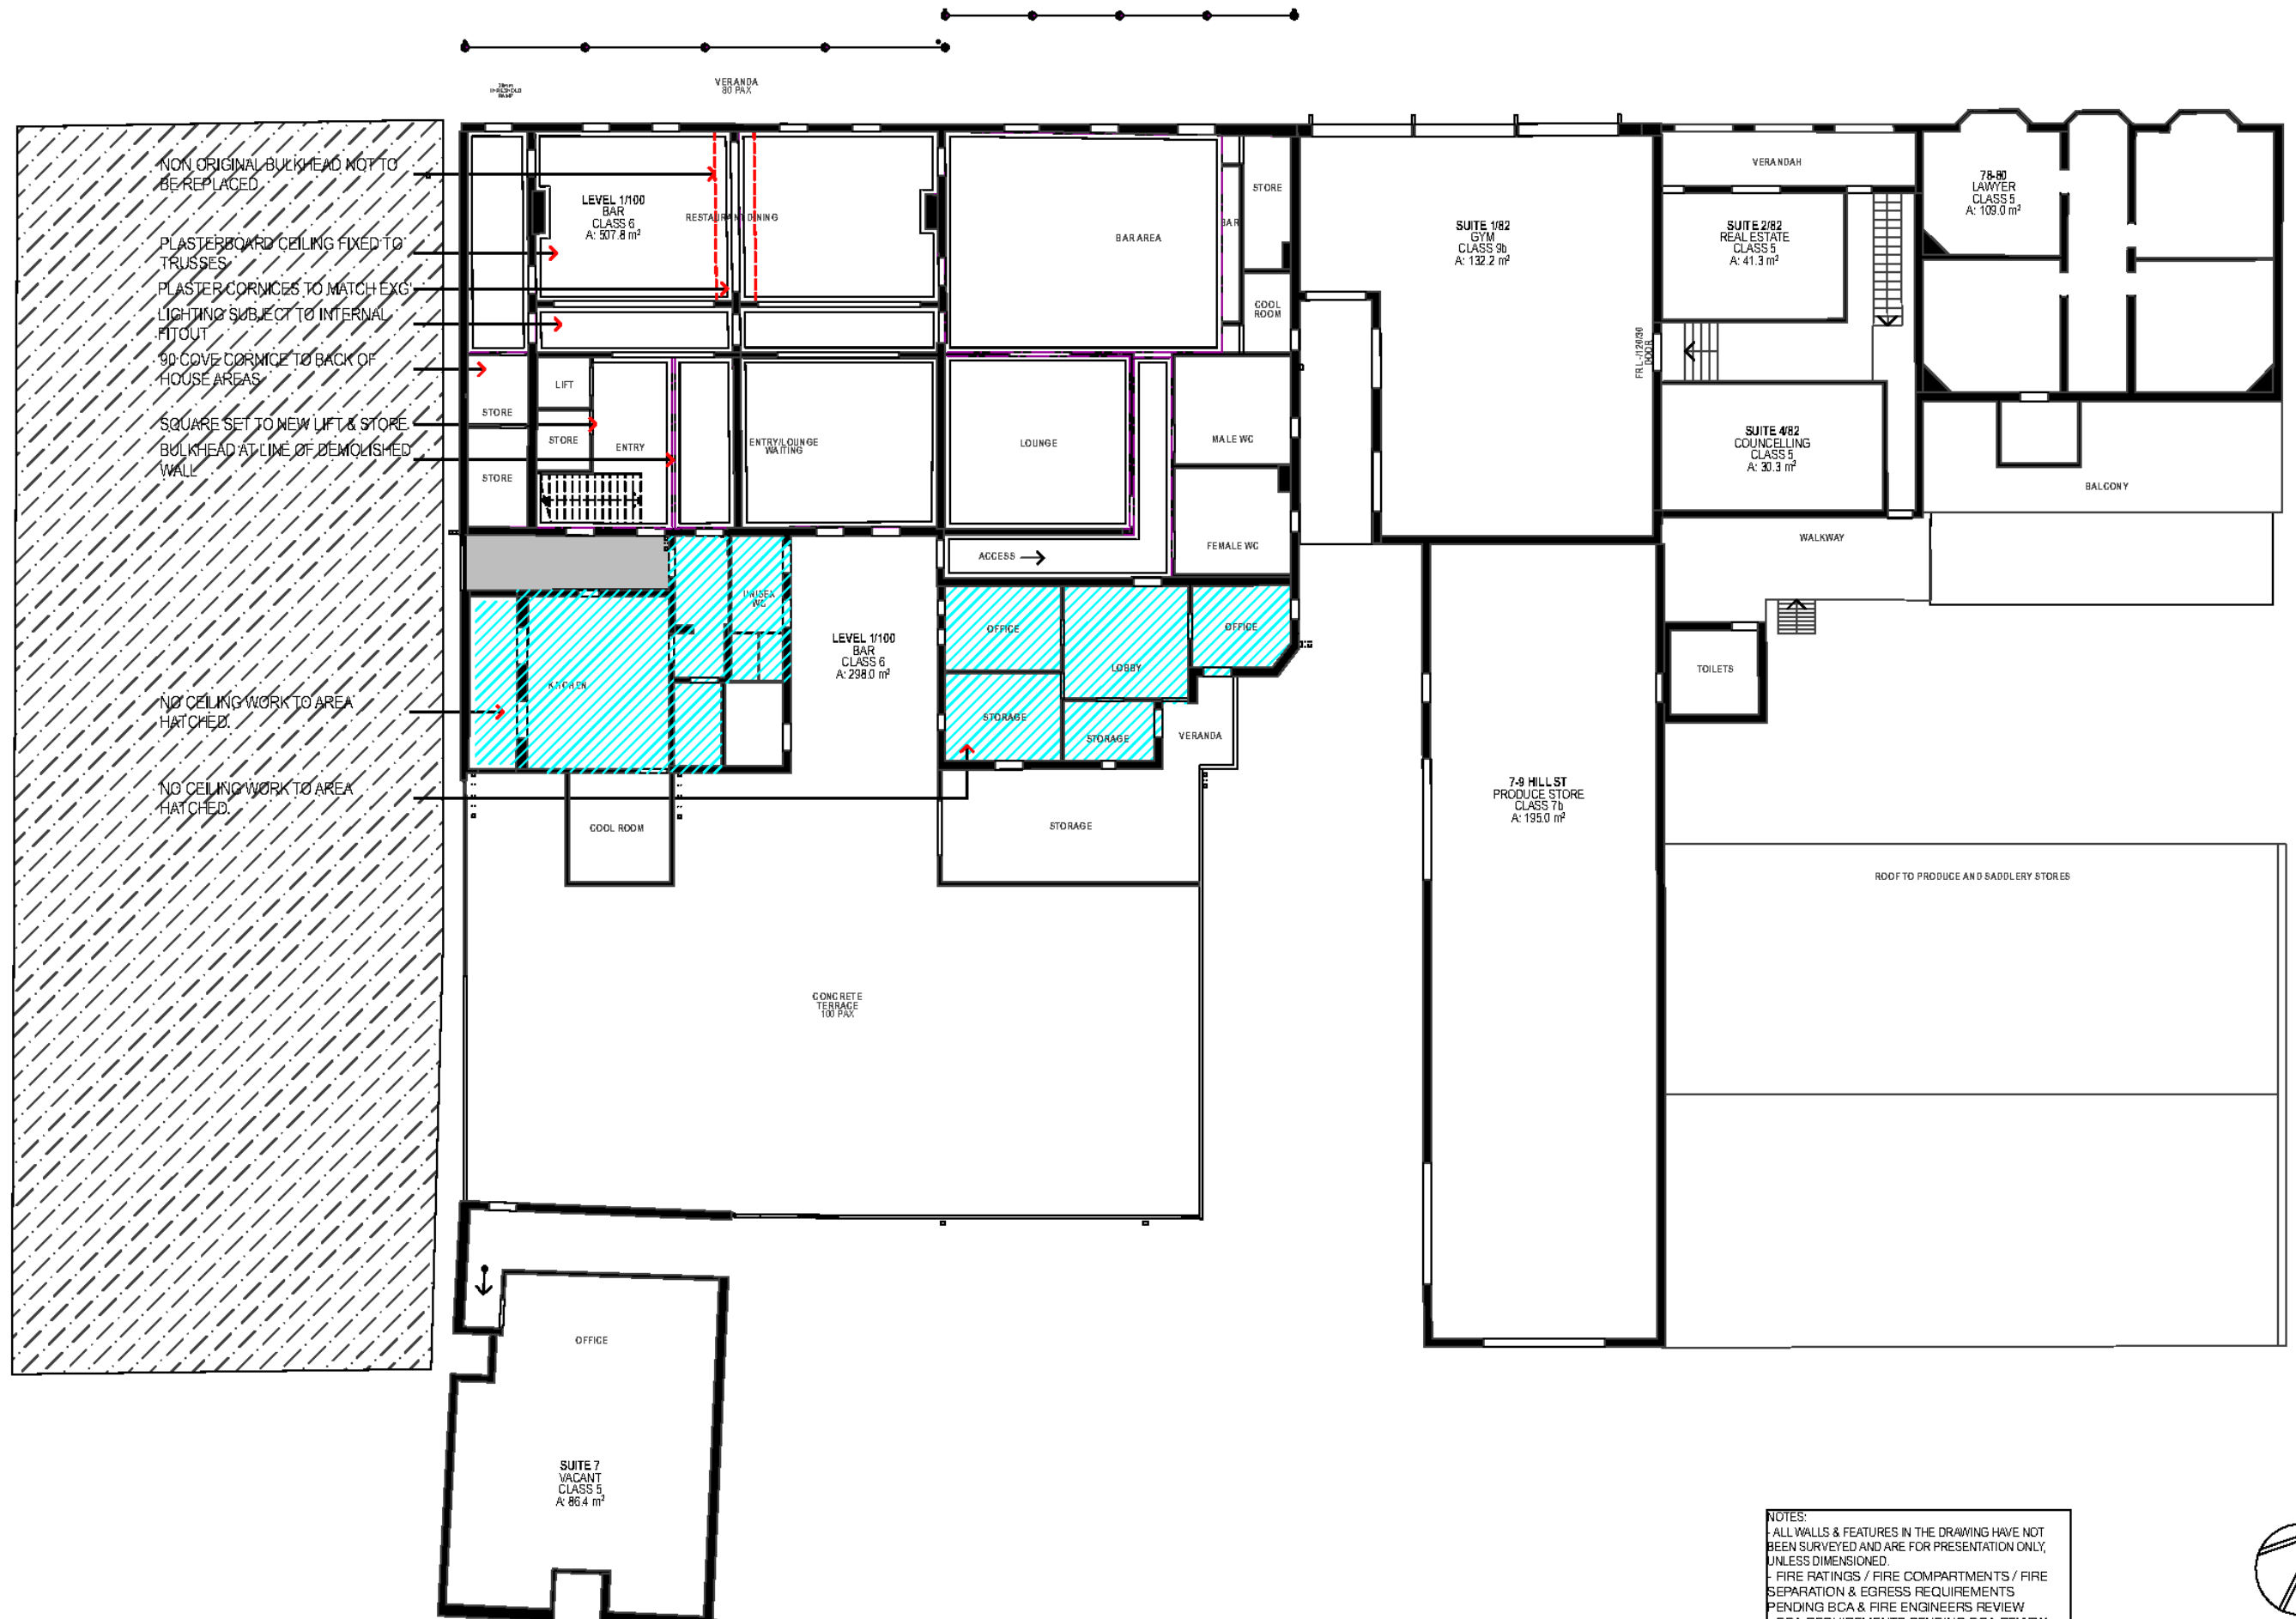 VERANDA
80 PAX
THRESHOLD
RAMP
NON ORIGINAL BULKHEAD NOT TO
BE REPLACED.
PLASTERBOARD CEILING FIXED TO
TRUSSES
PLASTER CORNICES TO MATCH EXG'
LIGHTING SUBJECT TO INTERNAL
FITOUT
90 COVE CORNICE TO BACK OF
HOUSE AREAS
SQUARE SET TO NEW LIFT & STORE
BULKHEAD AT LINE OF DEMOLISHED
WALL
NO CEILING WORK TO AREA
HATCHED.
NO CEILING WORK TO AREA
HATCHED.
LEVEL 1/100
BAR
CLASS 6
A: 507.8 m²
RESTAURANT DINING
BAR AREA
BAR
STORE
COOL
ROOM
STORE
STORE
LIFT
STORE
ENTRY
ENTRY/LOUNGE
WAITING
LOUNGE
MALE WC
FEMALE WC
ACCESS
UNISEX
WC
KITCHEN
LEVEL 1/100
BAR
CLASS 6
A: 298.0 m²
OFFICE
LOBBY
OFFICE
STORAGE
STORAGE
VERANDA
COOL ROOM
STORAGE
CONCRETE
TERRACE
100 PAX
OFFICE
SUITE 7
VACANT
CLASS 5
A: 86.4 m²
SUITE 1/82
GYM
CLASS 9b
A: 132.2 m²
FRL -/120/30
DOOR
VERANDAH
SUITE 2/82
REAL ESTATE
CLASS 5
A: 41.3 m²
78-80
LAWYER
CLASS 5
A: 109.0 m²
SUITE 4/82
COUNCELLING
CLASS 5
A: 30.3 m²
BALCONY
WALKWAY
TOILETS
7-9 HILL ST
PRODUCE STORE
CLASS 7b
A: 195.0 m²
ROOF TO PRODUCE AND SADDLERY STORES
NOTES:
- ALL WALLS & FEATURES IN THE DRAWING HAVE NOT
BEEN SURVEYED AND ARE FOR PRESENTATION ONLY,
UNLESS DIMENSIONED.
- FIRE RATINGS / FIRE COMPARTMENTS / FIRE
SEPARATION & EGRESS REQUIREMENTS
PENDING BCA & FIRE ENGINEERS REVIEW